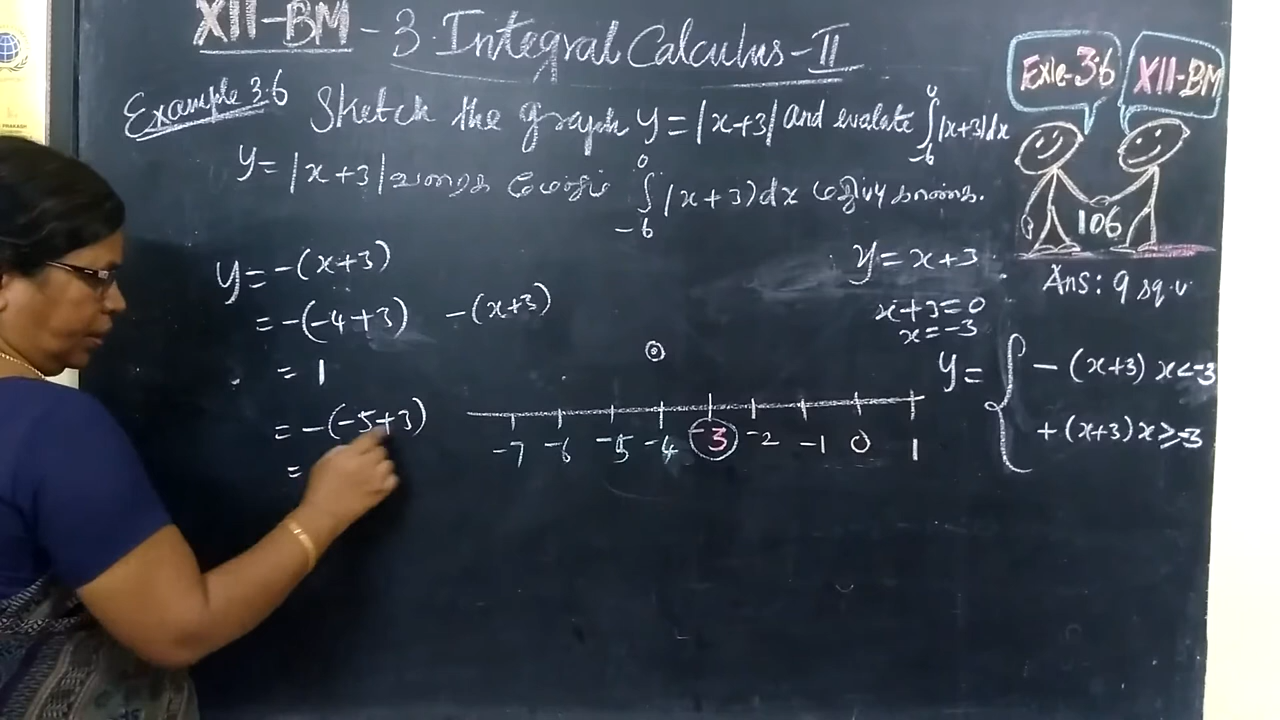 XII-BM - 3. Integral Calculus - II
Exle-3.6 XII-BM
Example 3.6 Sketch the graph y = |x+3| and evalate ∫₋₆⁰ |x+3| dx
y = |x+3| ∫₋₆⁰ |x+3) dx
106
y = -(x+3)
= -(-4+3) -(x+3)
= 1
= -(-5+3)
=
-7 -6 -5 -4 -3 -2 -1 0 1
y = x+3
x+3=0
x=-3
Ans: 9 sq.u
y = { -(x+3) x<-3
+(x+3) x≥-3